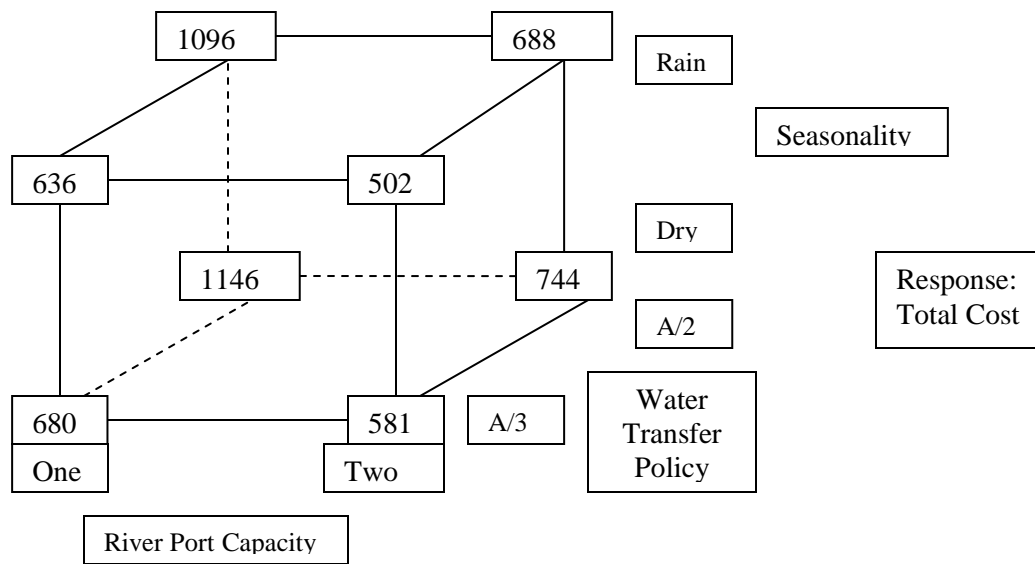 1096
688
Rain
Seasonality
636
502
Dry
1146
744
Response:
Total Cost
A/2
680
581
A/3
Water
Transfer
Policy
One
Two
River Port Capacity